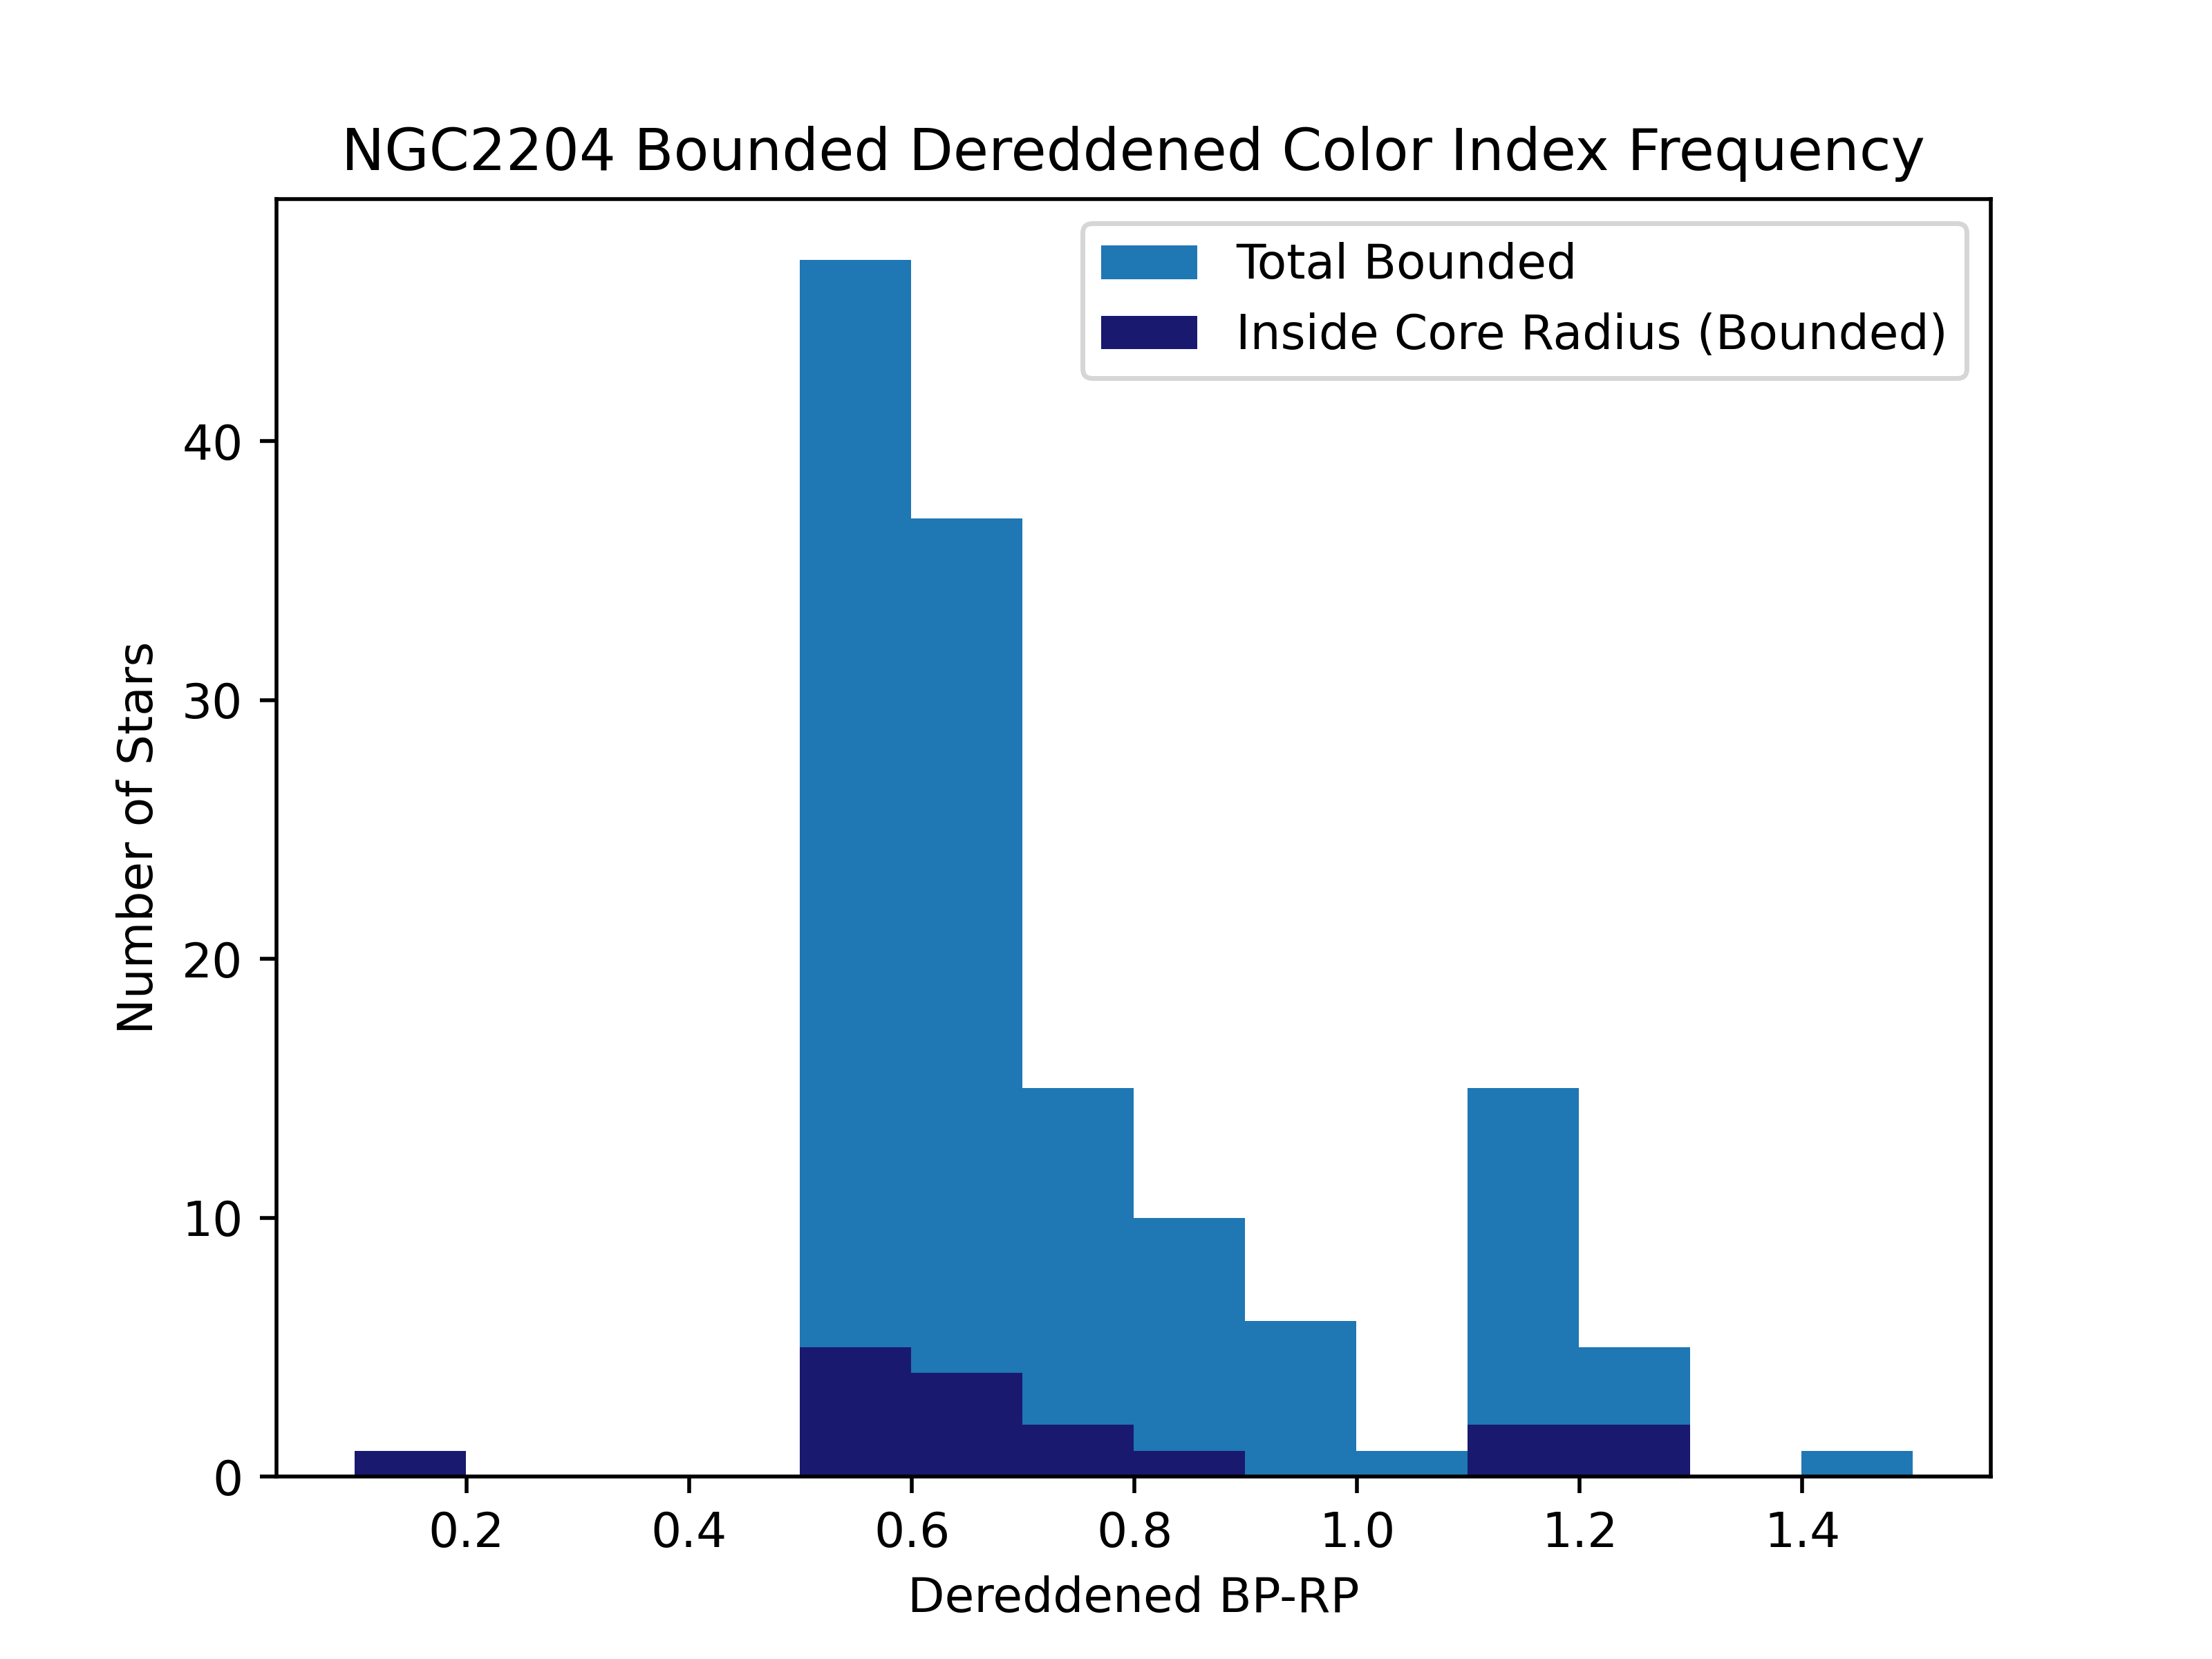 NGC2204 Bounded Dereddened Color Index Frequency
Total Bounded
Inside Core Radius (Bounded)
Number of Stars
40
30
20
10
0
0.2 0.4 0.6 0.8 1.0 1.2 1.4
Dereddened BP-RP